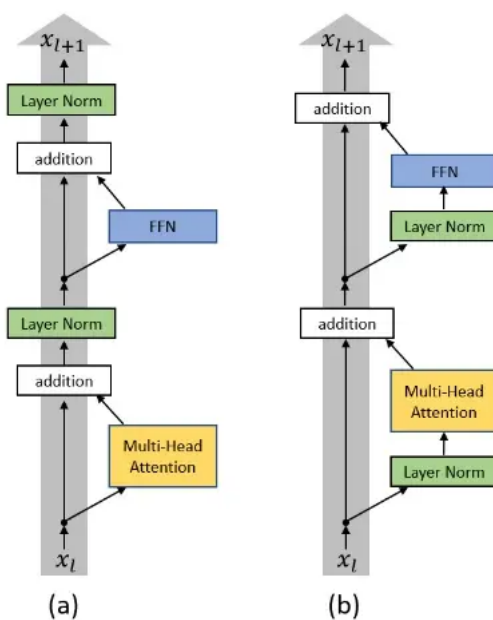 x_{l+1}
Layer Norm
addition
FFN
Layer Norm
addition
Multi-Head
Attention
x_l
(a)
x_{l+1}
addition
FFN
Layer Norm
addition
Multi-Head
Attention
Layer Norm
x_l
(b)